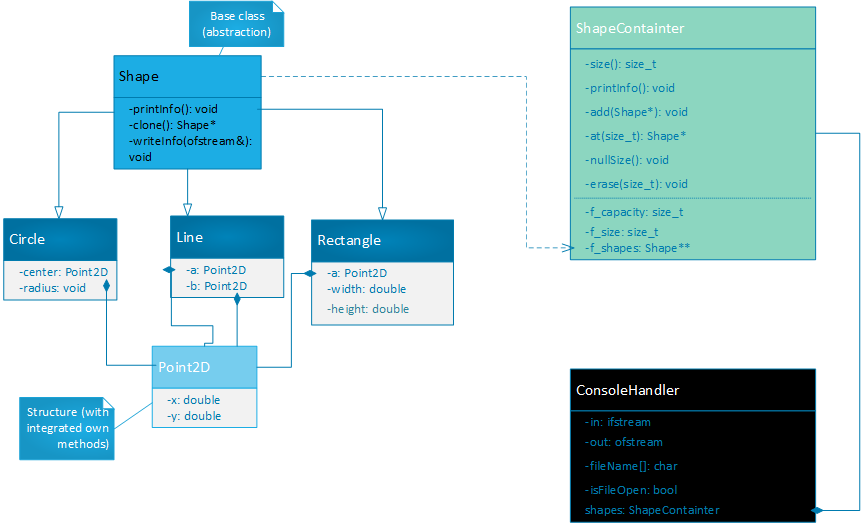 Base class
(abstraction)
Shape
-printInfo(): void
-clone(): Shape*
-writeInfo(ofstream&):
void
Circle
-center: Point2D
-radius: void
Line
-a: Point2D
-b: Point2D
Rectangle
-a: Point2D
-width: double
-height: double
Point2D
-x: double
-y: double
Structure (with
integrated own
methods)
ShapeContainter
-size(): size_t
-printInfo(): void
-add(Shape*): void
-at(size_t): Shape*
-nullSize(): void
-erase(size_t): void
-f_capacity: size_t
-f_size: size_t
-f_shapes: Shape**
ConsoleHandler
-in: ifstream
-out: ofstream
-fileName[]: char
-isFileOpen: bool
shapes: ShapeContainter